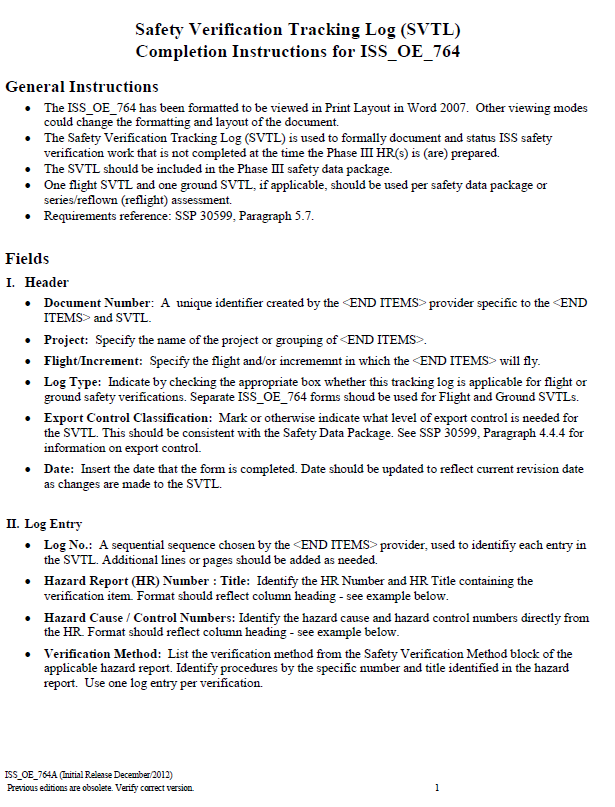 Safety Verification Tracking Log (SVTL)
Completion Instructions for ISS_OE_764
General Instructions
• The ISS_OE_764 has been formatted to be viewed in Print Layout in Word 2007. Other viewing modes
could change the formatting and layout of the document.
• The Safety Verification Tracking Log (SVTL) is used to formally document and status ISS safety
verification work that is not completed at the time the Phase III HR(s) is (are) prepared.
• The SVTL should be included in the Phase III safety data package.
• One flight SVTL and one ground SVTL, if applicable, should be used per safety data package or
series/reflown (reflight) assessment.
• Requirements reference: SSP 30599, Paragraph 5.7.
Fields
I. Header
• Document Number: A unique identifier created by the <END ITEMS> provider specific to the <END
ITEMS> and SVTL.
• Project: Specify the name of the project or grouping of <END ITEMS>.
• Flight/Increment: Specify the flight and/or incrememnt in which the <END ITEMS> will fly.
• Log Type: Indicate by checking the appropriate box whether this tracking log is applicable for flight or
ground safety verifications. Separate ISS_OE_764 forms shoud be used for Flight and Ground SVTLs.
• Export Control Classification: Mark or otherwise indicate what level of export control is needed for
the SVTL. This should be consistent with the Safety Data Package. See SSP 30599, Paragraph 4.4.4 for
information on export control.
• Date: Insert the date that the form is completed. Date should be updated to reflect current revision date
as changes are made to the SVTL.
II. Log Entry
• Log No.: A sequential sequence chosen by the <END ITEMS> provider, used to identifiy each entry in
the SVTL. Additional lines or pages should be added as needed.
• Hazard Report (HR) Number : Title: Identify the HR Number and HR Title containing the
verification item. Format should reflect column heading - see example below.
• Hazard Cause / Control Numbers: Identify the hazard cause and hazard control numbers directly from
the HR. Format should reflect column heading - see example below.
• Verification Method: List the verification method from the Safety Verification Method block of the
applicable hazard report. Identify procedures by the specific number and title identified in the hazard
report. Use one log entry per verification.
ISS_OE_764A (Initial Release December/2012)
Previous editions are obsolete. Verify correct version. 1